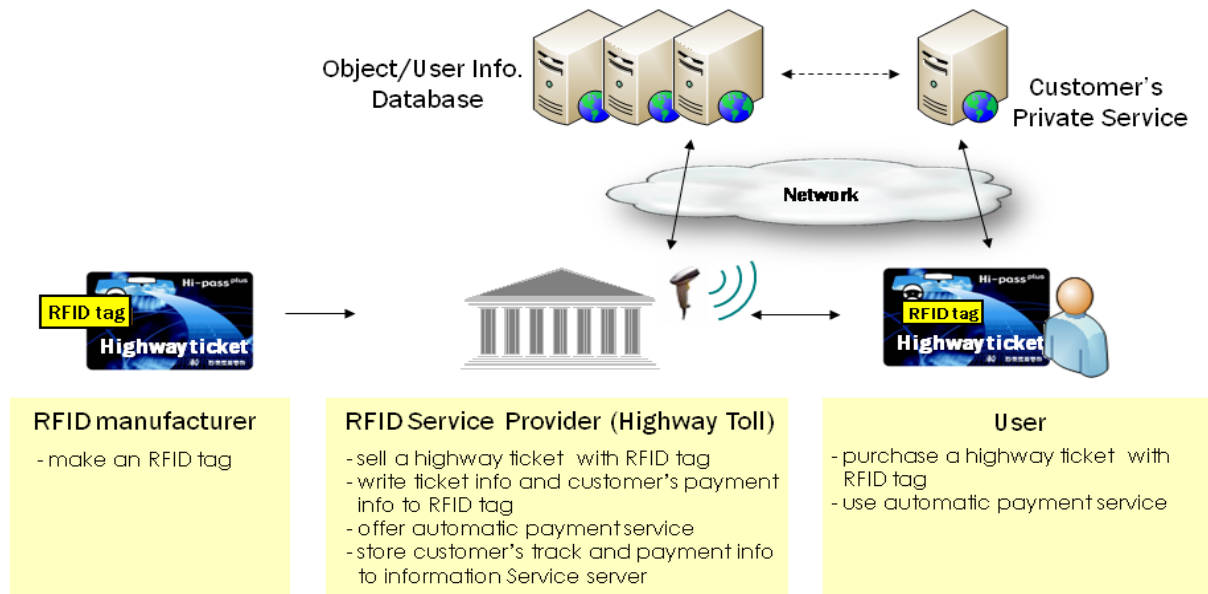 Object/User Info.
Database
Customer's
Private Service
Network
Hi-pass plus
RFID tag
Highway ticket
Hi-pass plus
RFID tag
Highway ticket
RFID manufacturer
- make an RFID tag
RFID Service Provider (Highway Toll)
- sell a highway ticket with RFID tag
- write ticket info and customer's payment
info to RFID tag
- offer automatic payment service
- store customer's track and payment info
to information Service server
User
- purchase a highway ticket with
RFID tag
- use automatic payment service